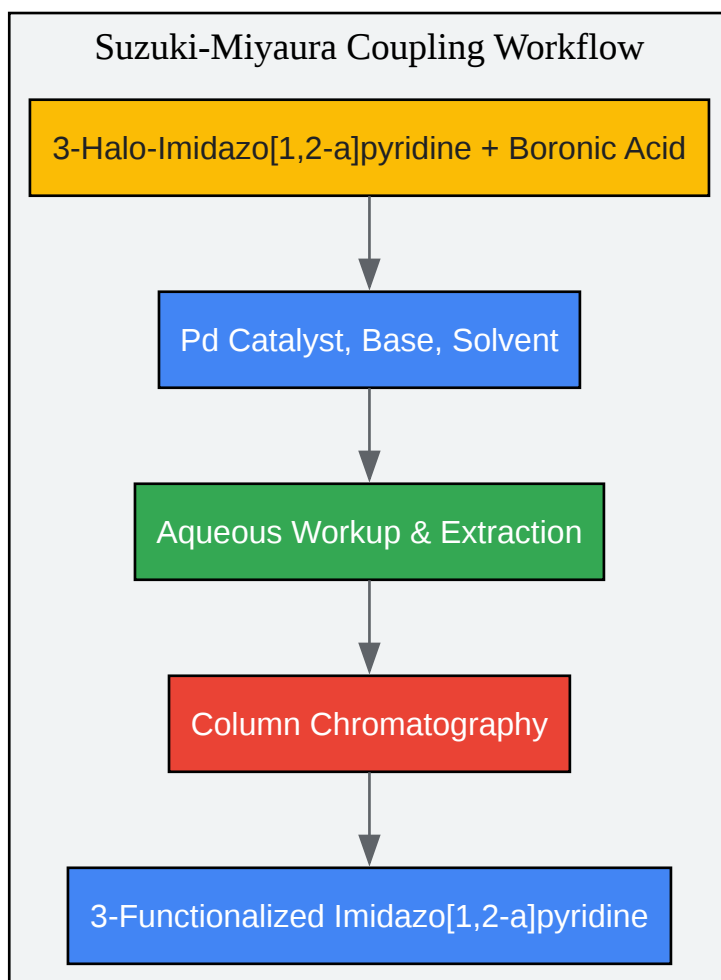 Suzuki-Miyaura Coupling Workflow
3-Halo-Imidazo[1,2-a]pyridine + Boronic Acid
Pd Catalyst, Base, Solvent
Aqueous Workup & Extraction
Column Chromatography
3-Functionalized Imidazo[1,2-a]pyridine